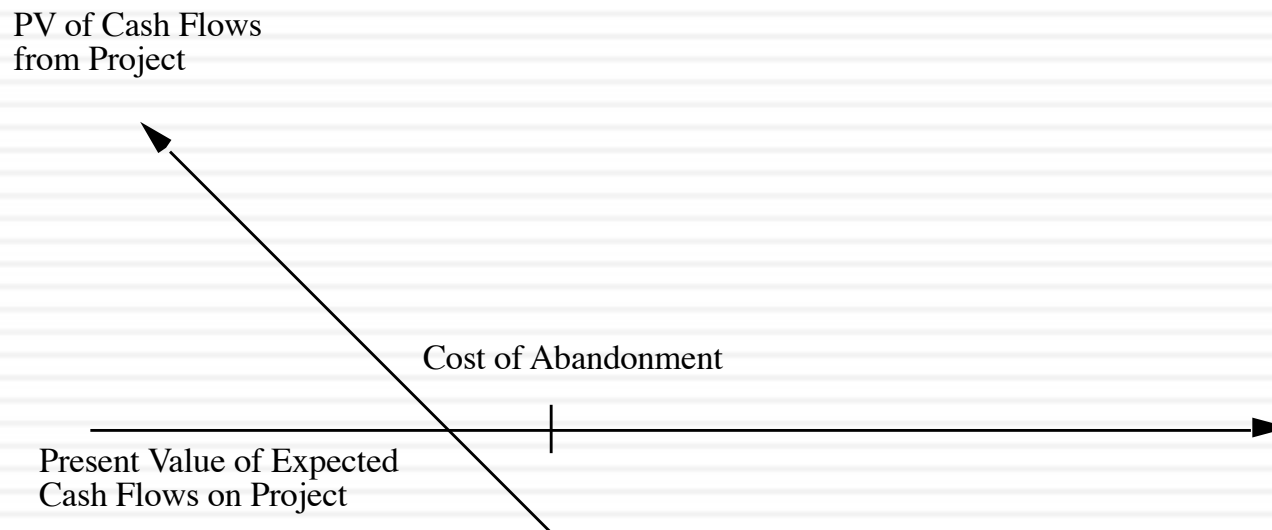 PV of Cash Flows
from Project
Cost of Abandonment
Present Value of Expected
Cash Flows on Project